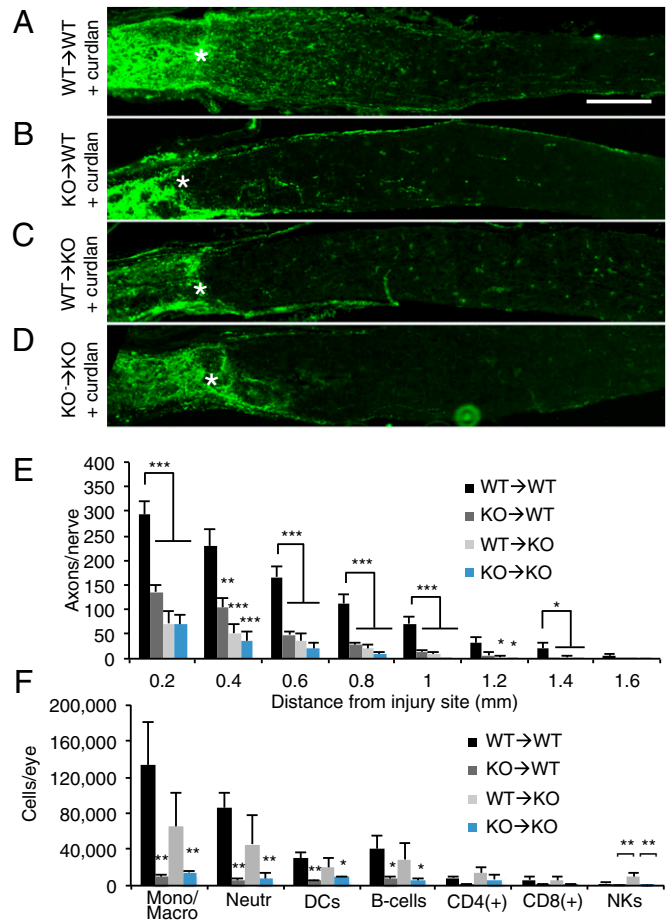 A
WT→WT
+ curdlan
*
B
KO→WT
+ curdlan
*
C
WT→KO
+ curdlan
*
D
KO→KO
+ curdlan
*
E
Axons/nerve
400
350
300
250
200
150
100
50
0
***
**
***
***
***
***
***
* *
*
WT→WT
KO→WT
WT→KO
KO→KO
0.2 0.4 0.6 0.8 1 1.2 1.4 1.6
Distance from injury site (mm)
F
Cells/eye
200,000
160,000
120,000
80,000
40,000
0
** **
** **
** *
* *
** **
WT→WT
KO→WT
WT→KO
KO→KO
Mono/ Neutr DCs B-cells CD4(+) CD8(+) NKs
Macro